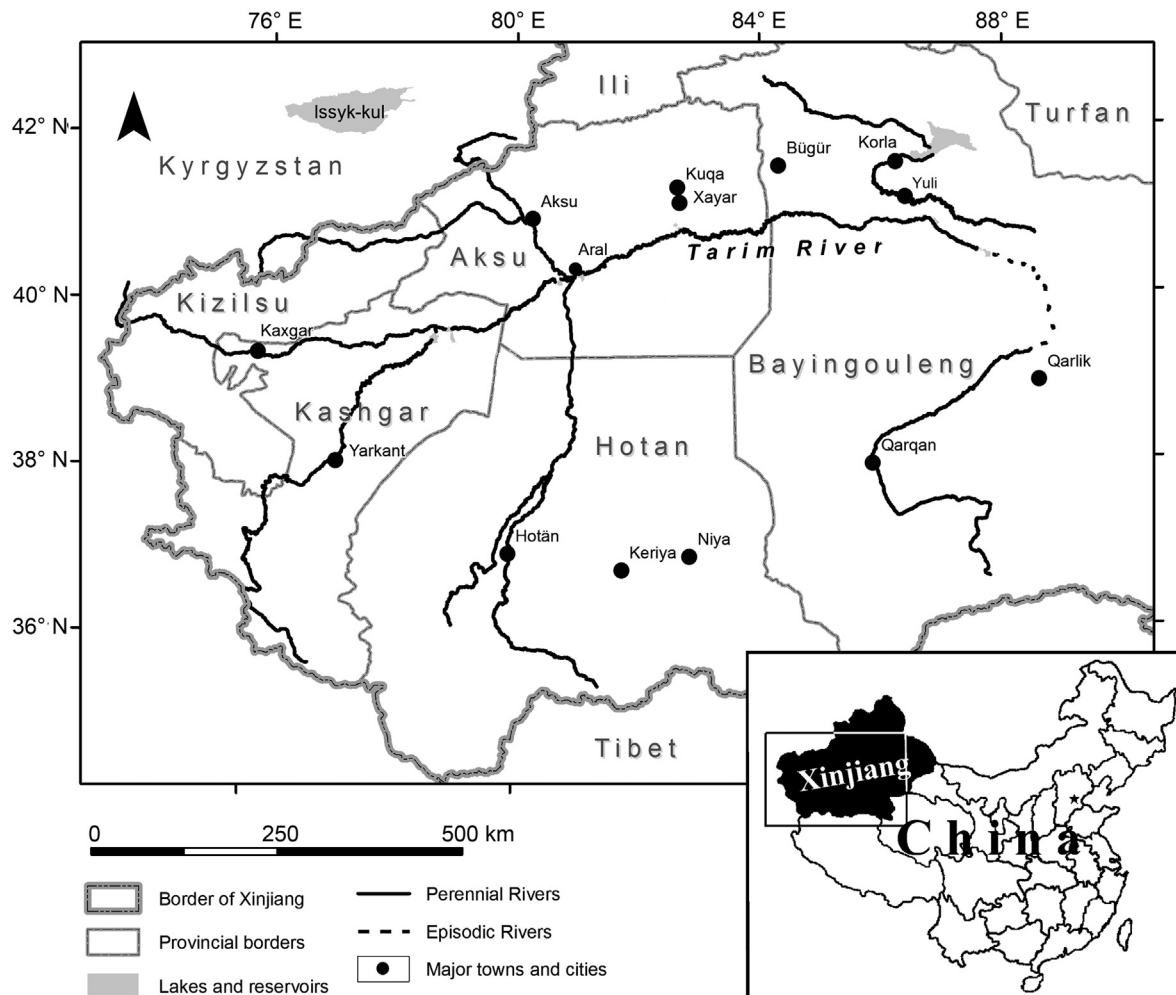 76° E 80° E 84° E 88° E
42° N
40° N
38° N
36° N
Issyk-kul
Kyrgyzstan
Ili
Turfan
Korla
Bügür
Kuqa
Xayar
Yuli
Aksu
Aral
Aksu
Tarim River
Kizilsu
Kaxgar
Bayingouleng
Qarlik
Kashgar
Hotan
Yarkant
Qarqan
Hotän
Keriya
Niya
Tibet
0 250 500 km
Border of Xinjiang
Provincial borders
Lakes and reservoirs
Perennial Rivers
Episodic Rivers
Major towns and cities
Xinjiang
China